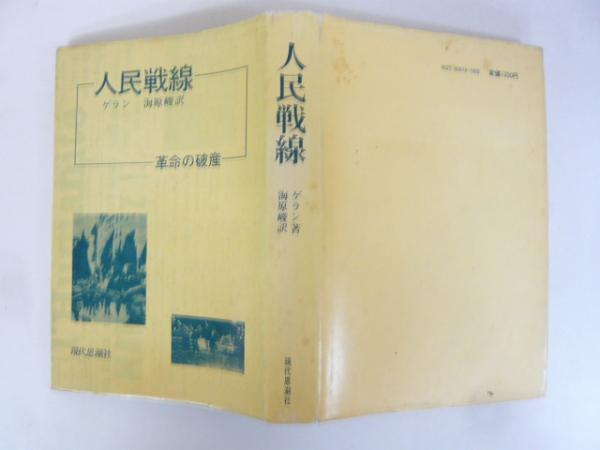 人民戦線
ゲラン 海原峻訳
革命の破産
現代思潮社
人民戦線
ゲラン著
海原峻訳
現代思潮社